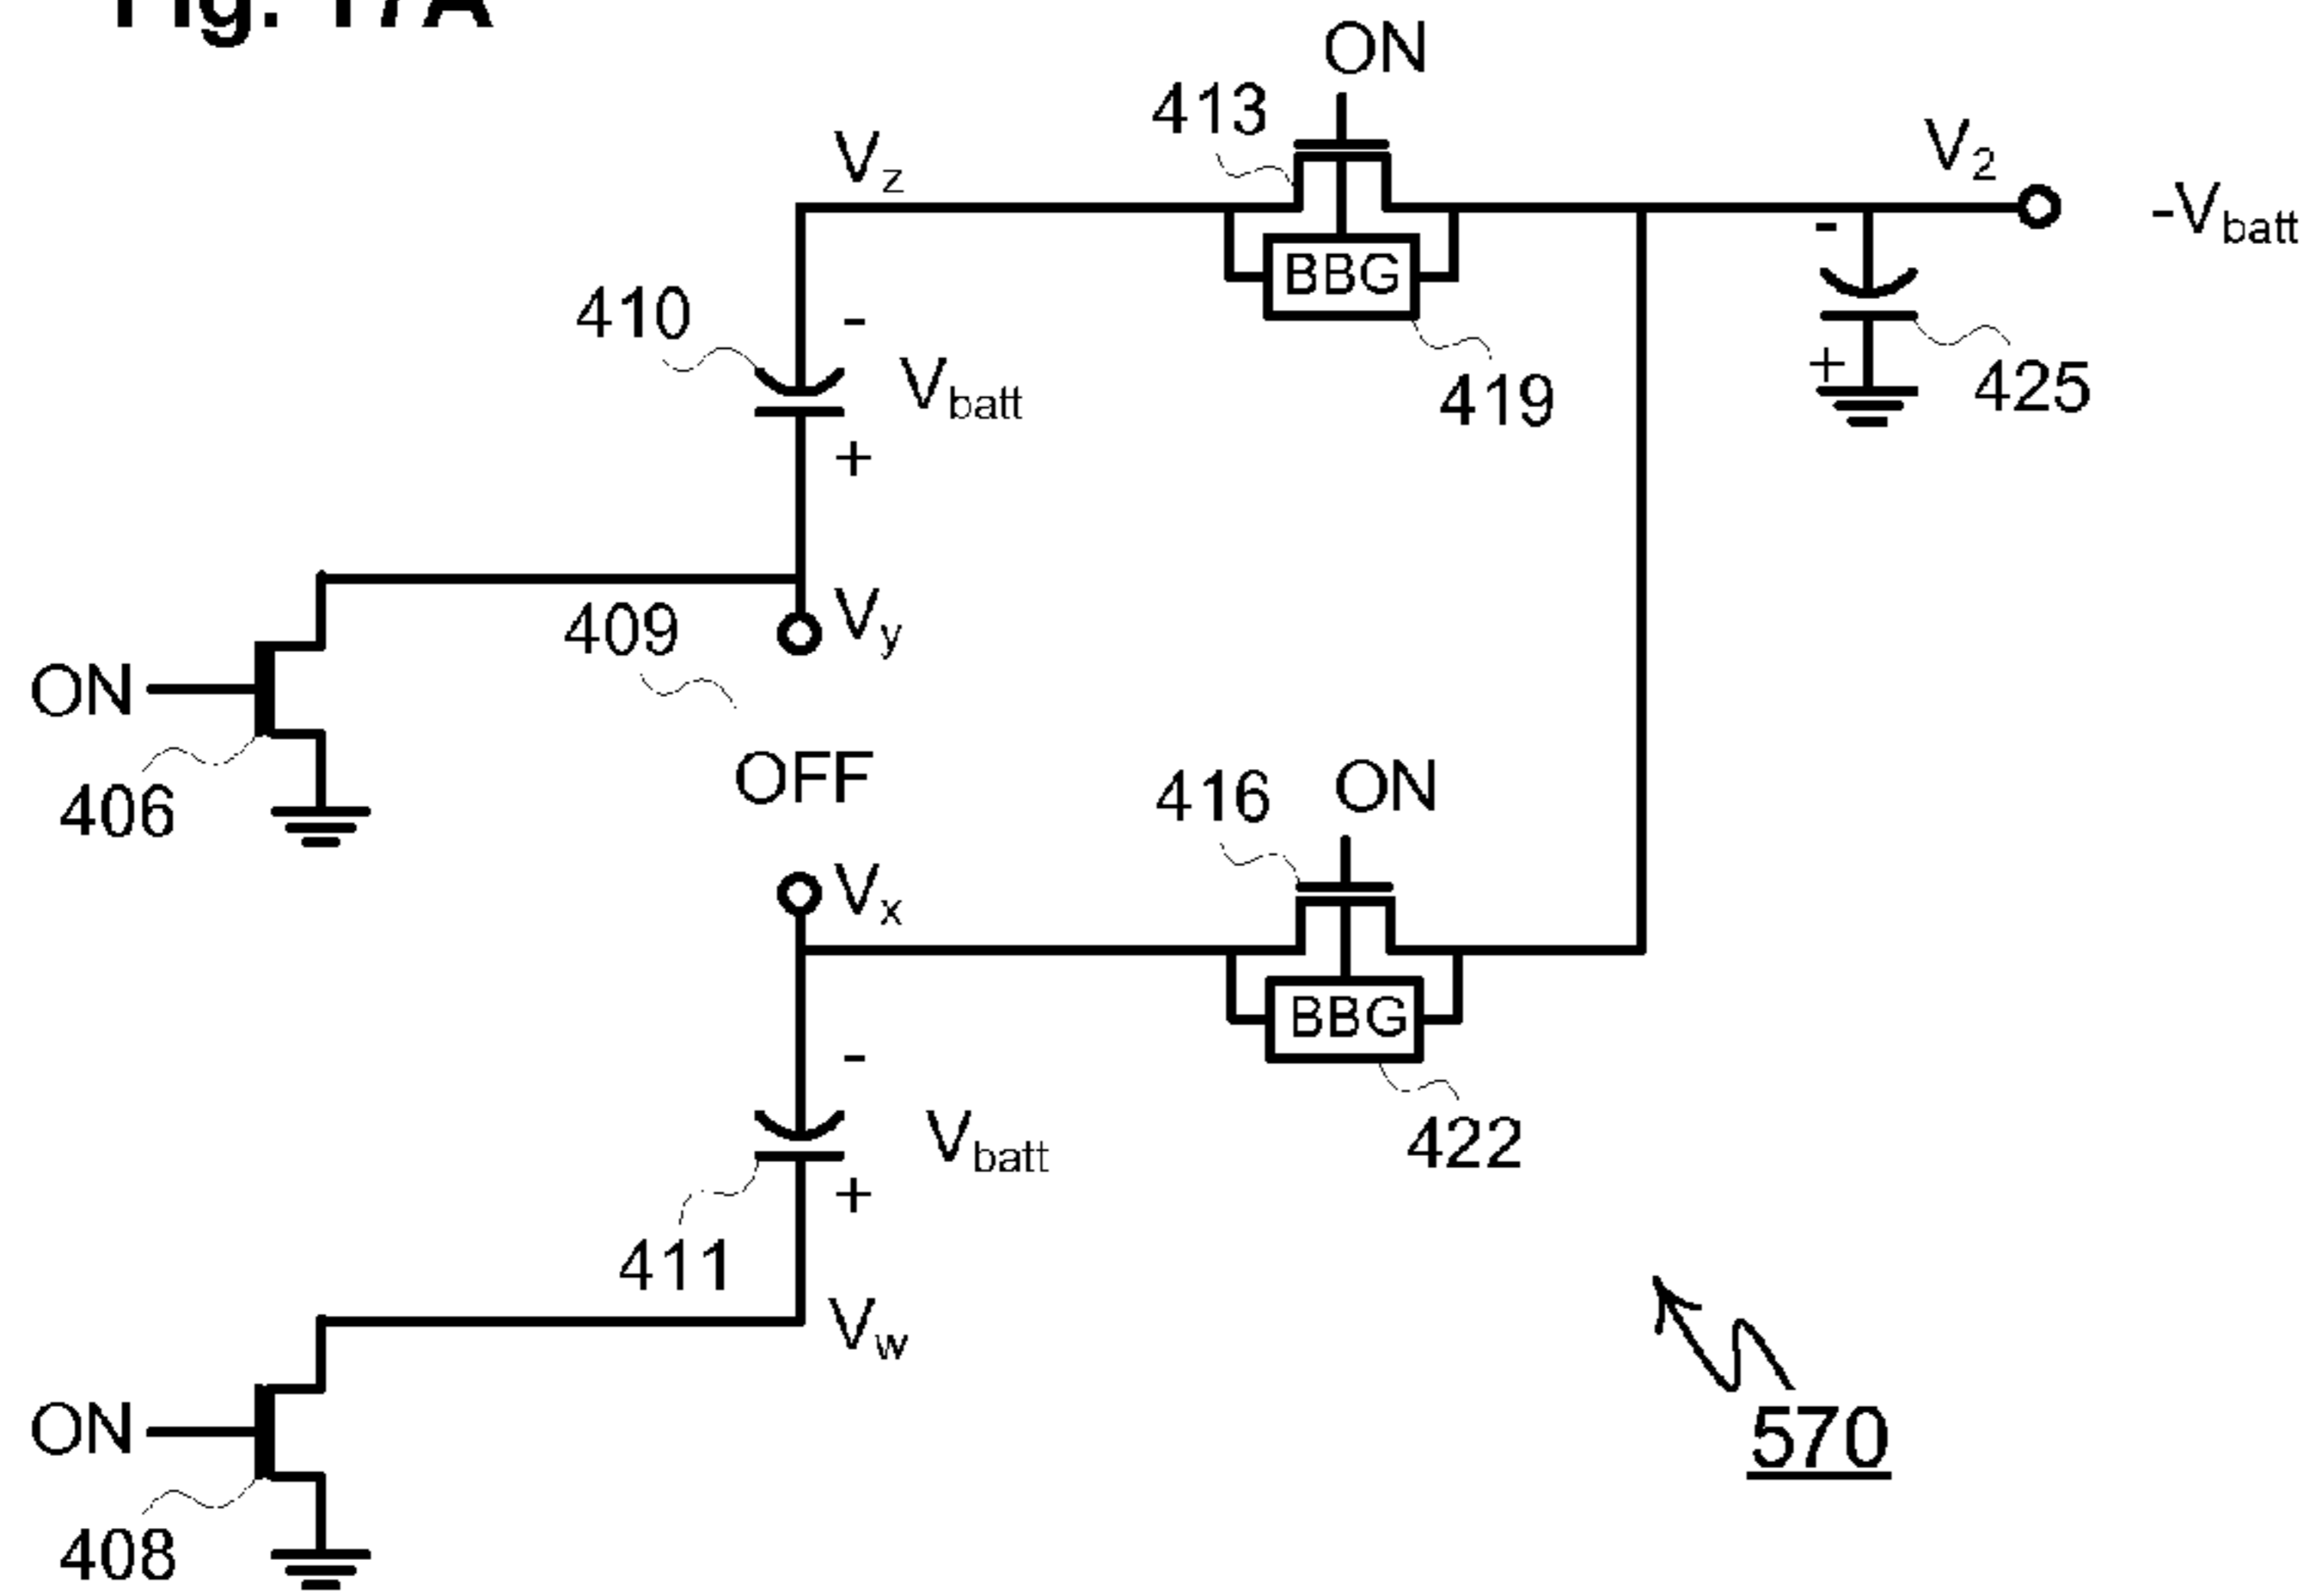 Fig. 17A
ON
413
Vz
V2
-Vbatt
BBG
410
-
-
Vbatt
+
419
+
425
+
409
Vy
ON
406
OFF
416
ON
Vx
BBG
-
422
Vbatt
+
411
Vw
ON
408
570